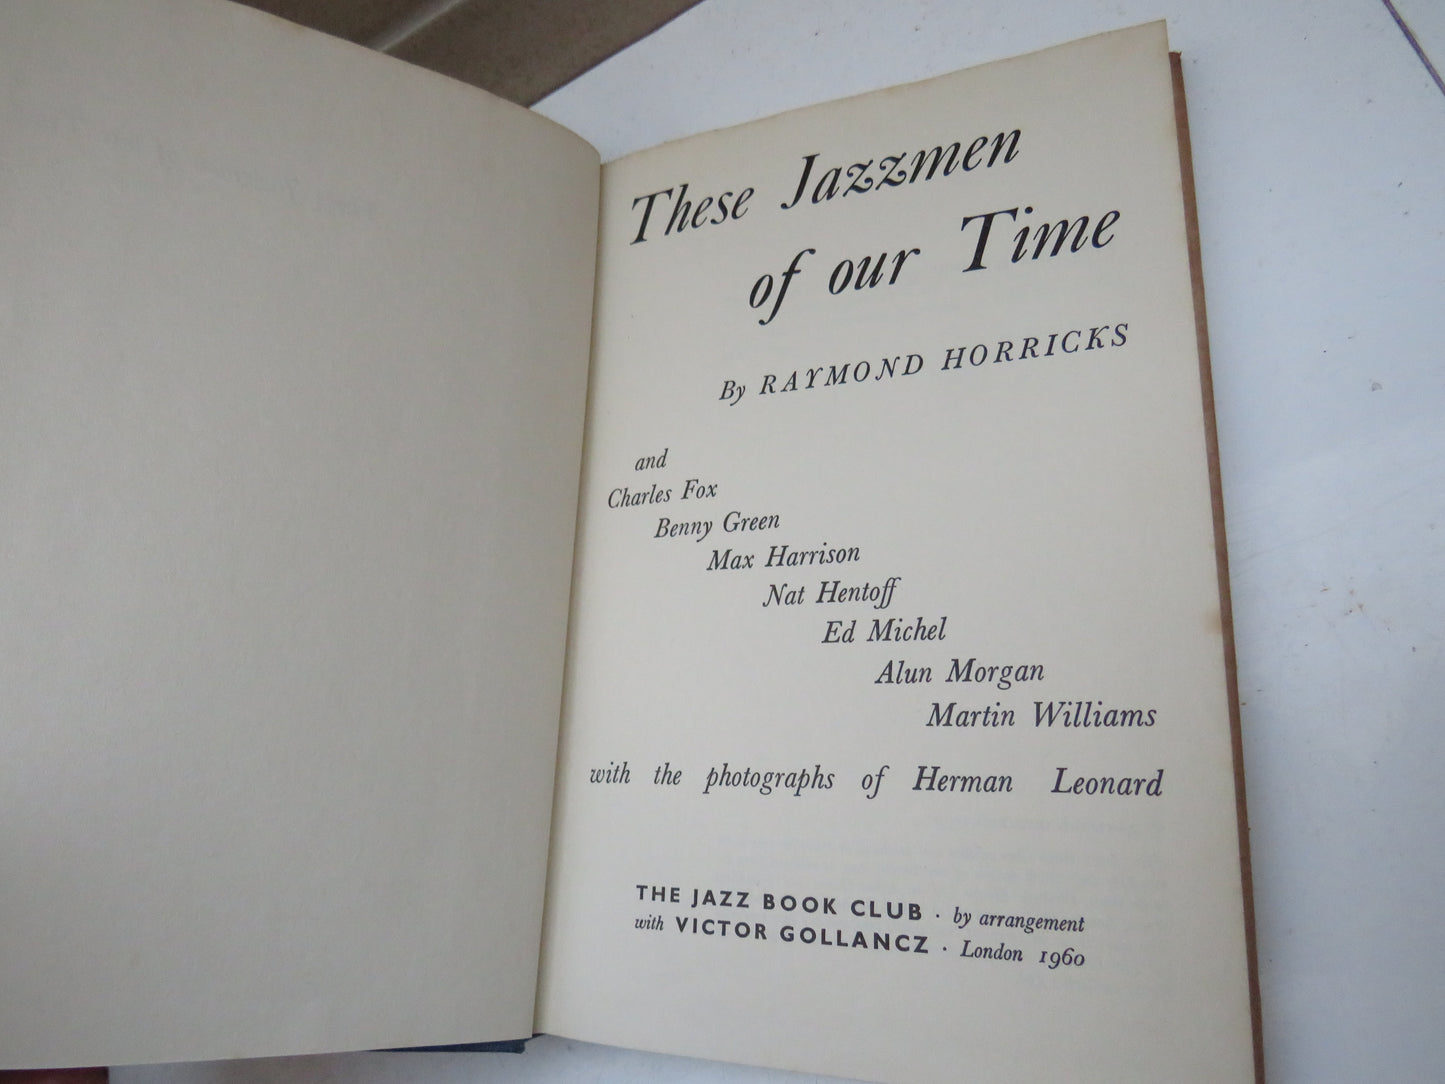 These Jazzmen
of our Time
By RAYMOND HORRICKS
and
Charles Fox
Benny Green
Max Harrison
Nat Hentoff
Ed Michel
Alun Morgan
Martin Williams
with the photographs of Herman Leonard
THE JAZZ BOOK CLUB · by arrangement
with VICTOR GOLLANCZ · London 1960